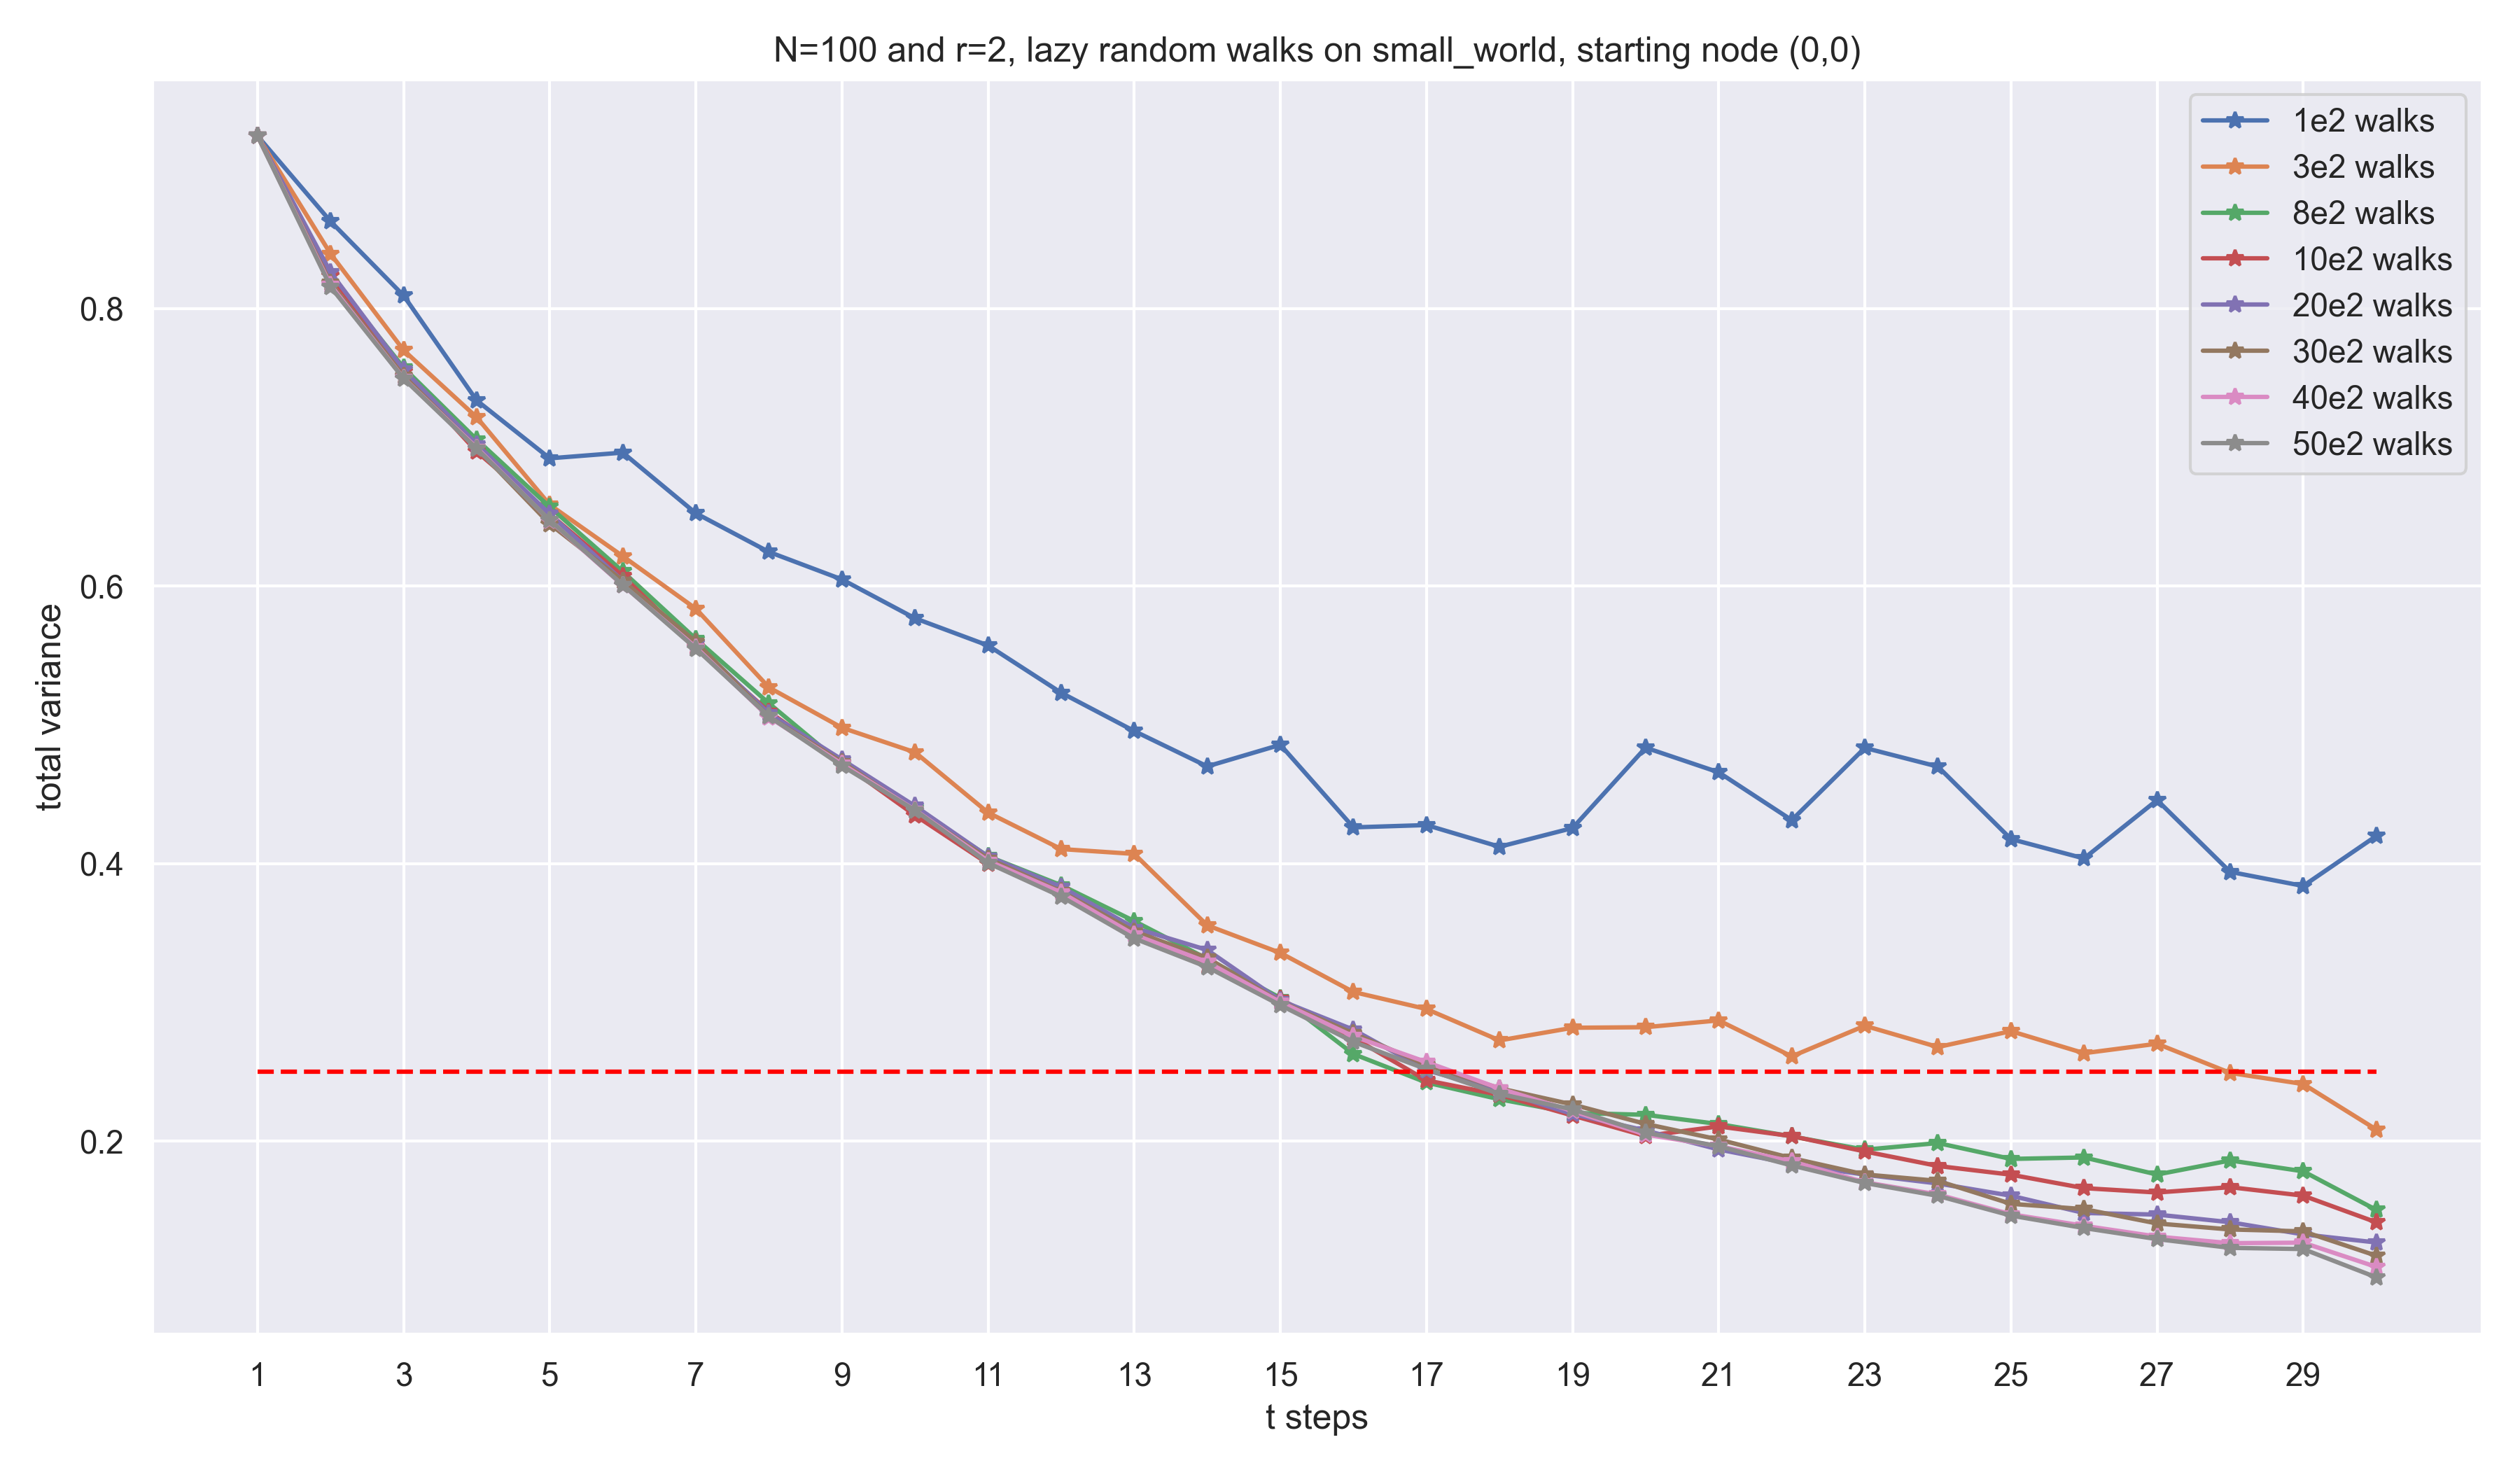 N=100 and r=2, lazy random walks on small_world, starting node (0,0)
1e2 walks
3e2 walks
8e2 walks
10e2 walks
20e2 walks
30e2 walks
40e2 walks
50e2 walks
total variance
0.8
0.6
0.4
0.2
1 3 5 7 9 11 13 15 17 19 21 23 25 27 29
t steps